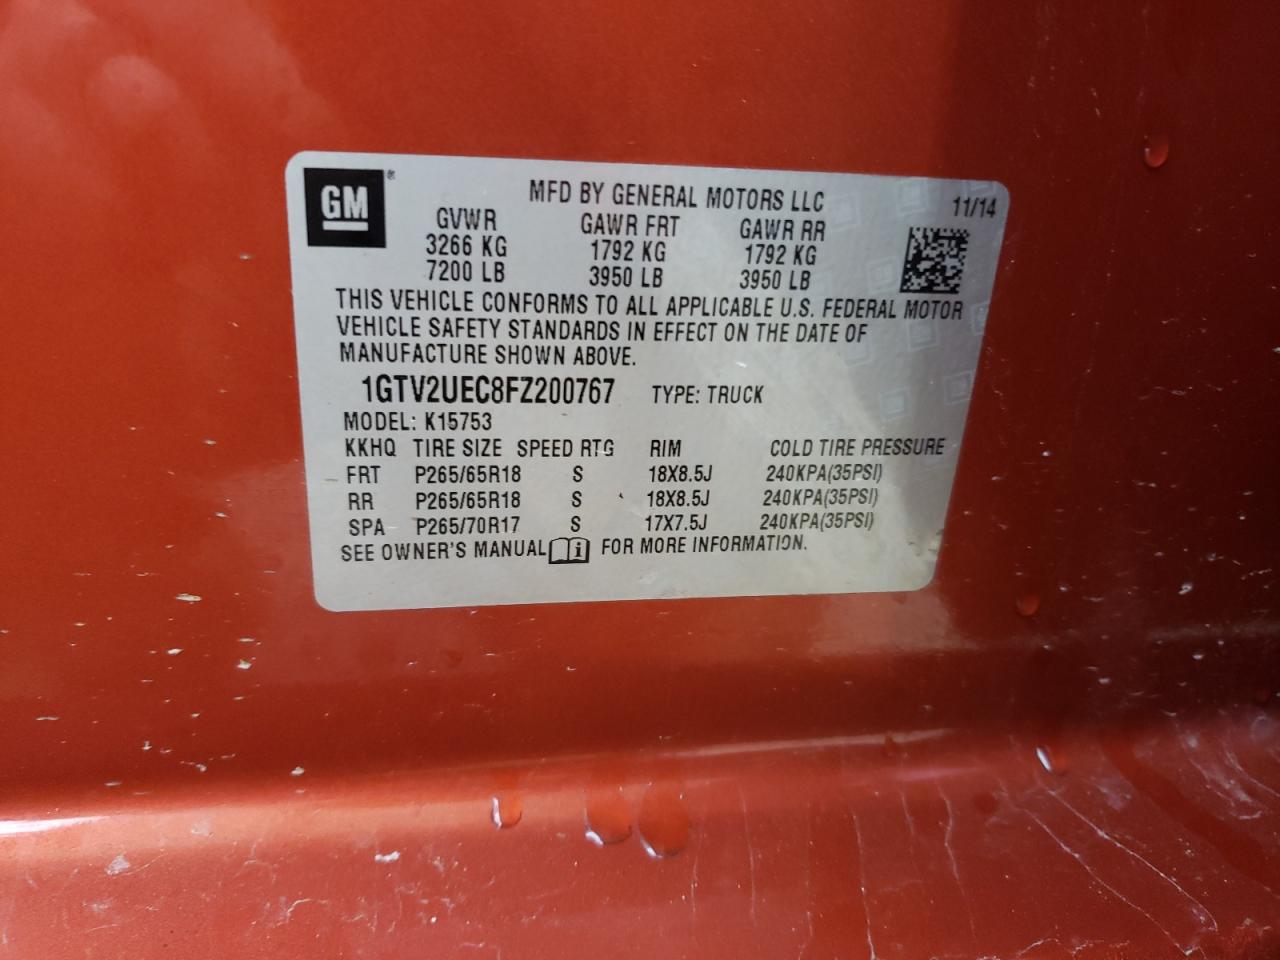 GM®
MFD BY GENERAL MOTORS LLC 11/14
GVWR GAWR FRT GAWR RR
3266 KG 1792 KG 1792 KG
7200 LB 3950 LB 3950 LB
THIS VEHICLE CONFORMS TO ALL APPLICABLE U.S. FEDERAL MOTOR
VEHICLE SAFETY STANDARDS IN EFFECT ON THE DATE OF
MANUFACTURE SHOWN ABOVE.
1GTV2UEC8FZ200767 TYPE: TRUCK
MODEL: K15753
KKHQ TIRE SIZE SPEED RTG RIM COLD TIRE PRESSURE
FRT P265/65R18 S 18X8.5J 240KPA(35PSI)
RR P265/65R18 S 18X8.5J 240KPA(35PSI)
SPA P265/70R17 S 17X7.5J 240KPA(35PSI)
SEE OWNER'S MANUAL i FOR MORE INFORMATION.